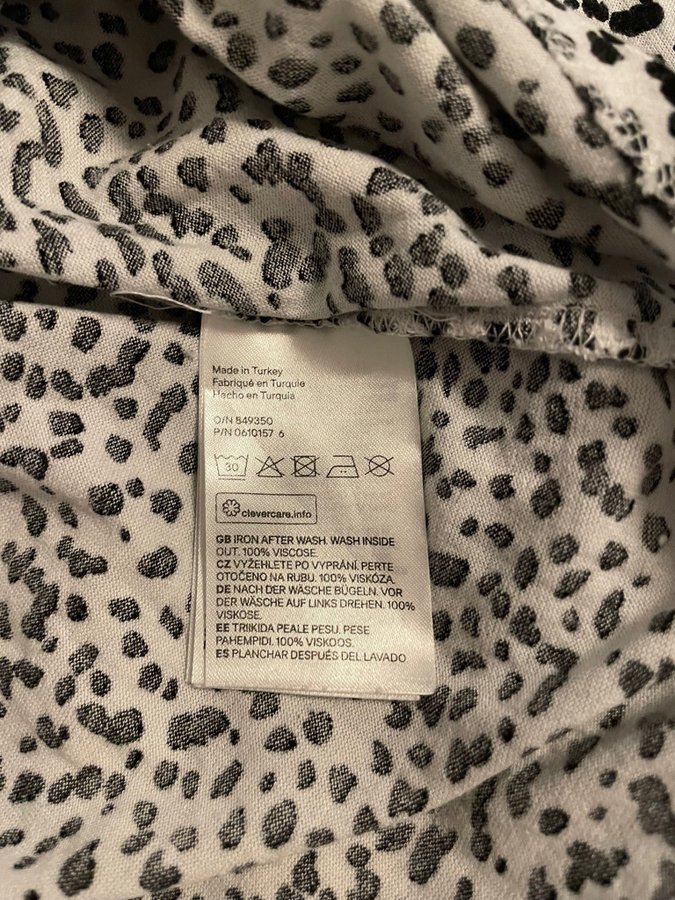 Made in Turkey
Fabriqué en Turquie
Hecho en Turquia
O/N 849350
P/N 0610157 6
30
clevercare.info
GB IRON AFTER WASH. WASH INSIDE
OUT. 100% VISCOSE
CZ VYŽEHLETE PO VYPRÁNÍ. PERTE
OTOČENO NA RUBU. 100% VISKÓZA.
DE NACH DER WÄSCHE BÜGELN. VOR
DER WÄSCHE AUF LINKS DREHEN. 100%
VISKOSE.
EE TRIIKIDA PEALE PESU. PESE
PAHEMPIDI. 100% VISKOOS.
ES PLANCHAR DESPUÉS DEL LAVADO